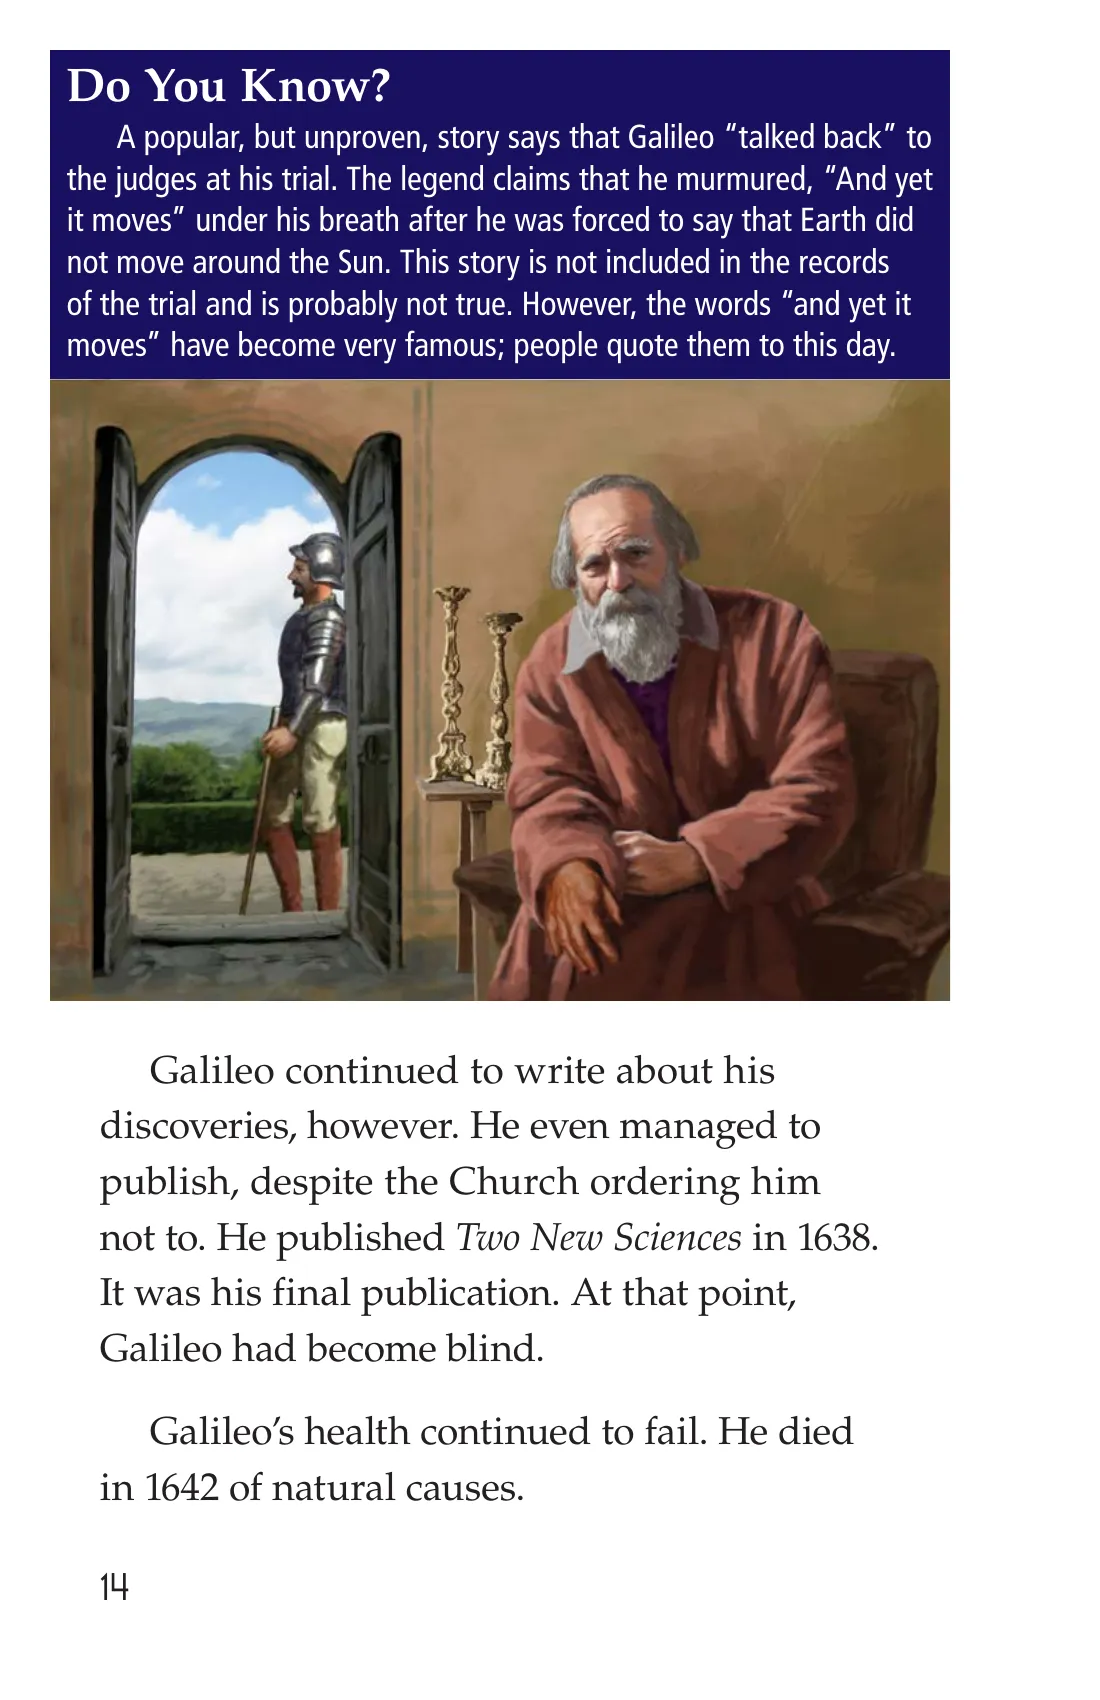 Do You Know?
A popular, but unproven, story says that Galileo “talked back” to
the judges at his trial. The legend claims that he murmured, “And yet
it moves” under his breath after he was forced to say that Earth did
not move around the Sun. This story is not included in the records
of the trial and is probably not true. However, the words “and yet it
moves” have become very famous; people quote them to this day.
Galileo continued to write about his
discoveries, however. He even managed to
publish, despite the Church ordering him
not to. He published Two New Sciences in 1638.
It was his final publication. At that point,
Galileo had become blind.
Galileo’s health continued to fail. He died
in 1642 of natural causes.
14